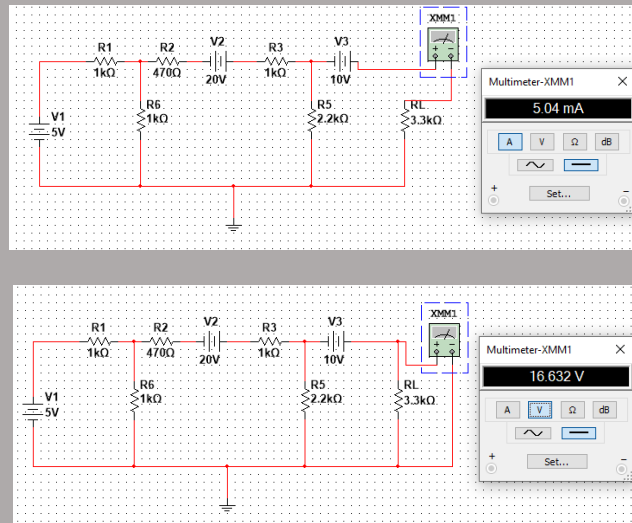 XMM1
R1
1kΩ
R2
470Ω
V2
20V
R3
1kΩ
V3
10V
V1
5V
R6
1kΩ
R5
2.2kΩ
RL
3.3kΩ
Multimeter-XMM1
5.04 mA
A V Ω dB
+ Set... -
XMM1
R1
1kΩ
R2
470Ω
V2
20V
R3
1kΩ
V3
10V
V1
5V
R6
1kΩ
R5
2.2kΩ
RL
3.3kΩ
Multimeter-XMM1
16.632 V
A V Ω dB
+ Set... -